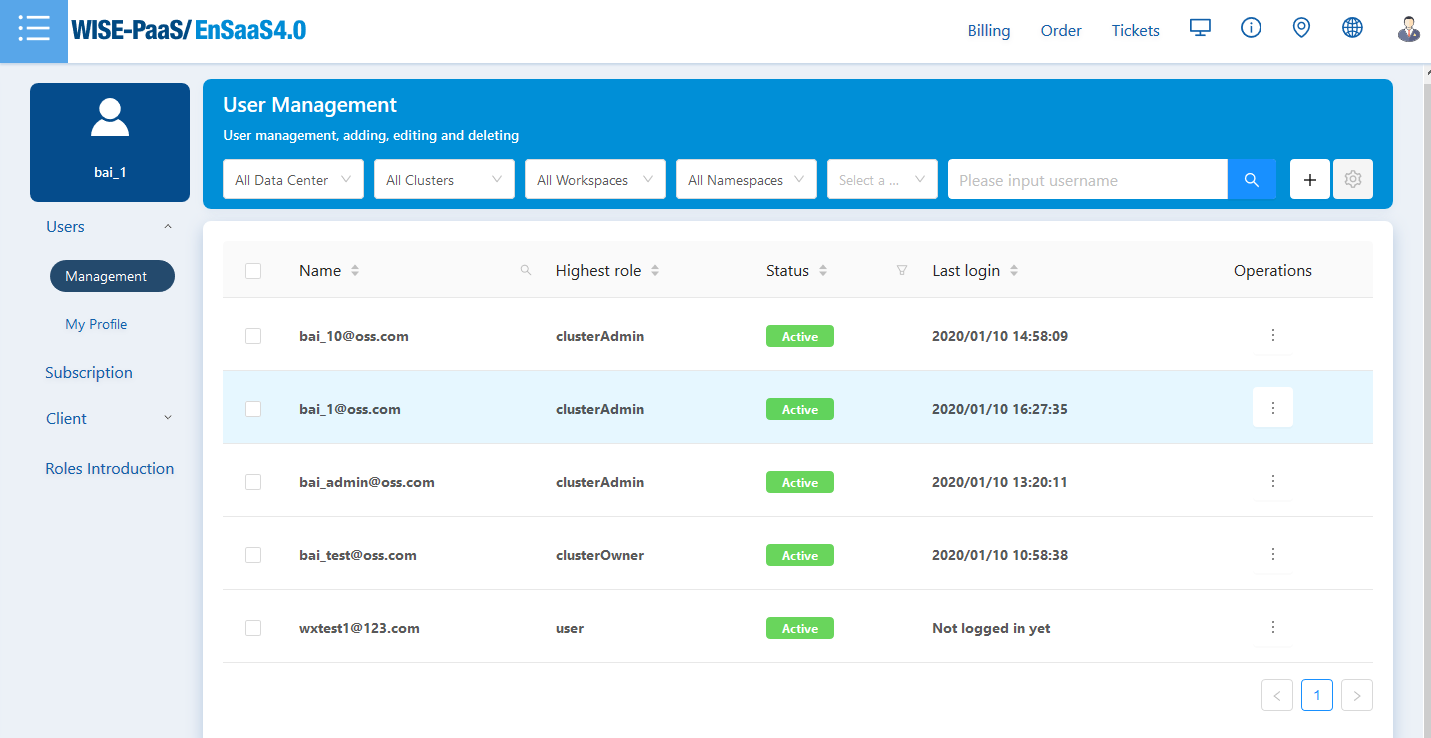 WISE-PaaS/ EnSaaS4.0
Billing Order Tickets
bai_1
Users
Management
My Profile
Subscription
Client
Roles Introduction
User Management
User management, adding, editing and deleting
All Data Center All Clusters All Workspaces All Namespaces Select a ... Please input username
Name Highest role Status Last login Operations
bai_10@oss.com clusterAdmin Active 2020/01/10 14:58:09
bai_1@oss.com clusterAdmin Active 2020/01/10 16:27:35
bai_admin@oss.com clusterAdmin Active 2020/01/10 13:20:11
bai_test@oss.com clusterOwner Active 2020/01/10 10:58:38
wxtest1@123.com user Active Not logged in yet
< 1 >